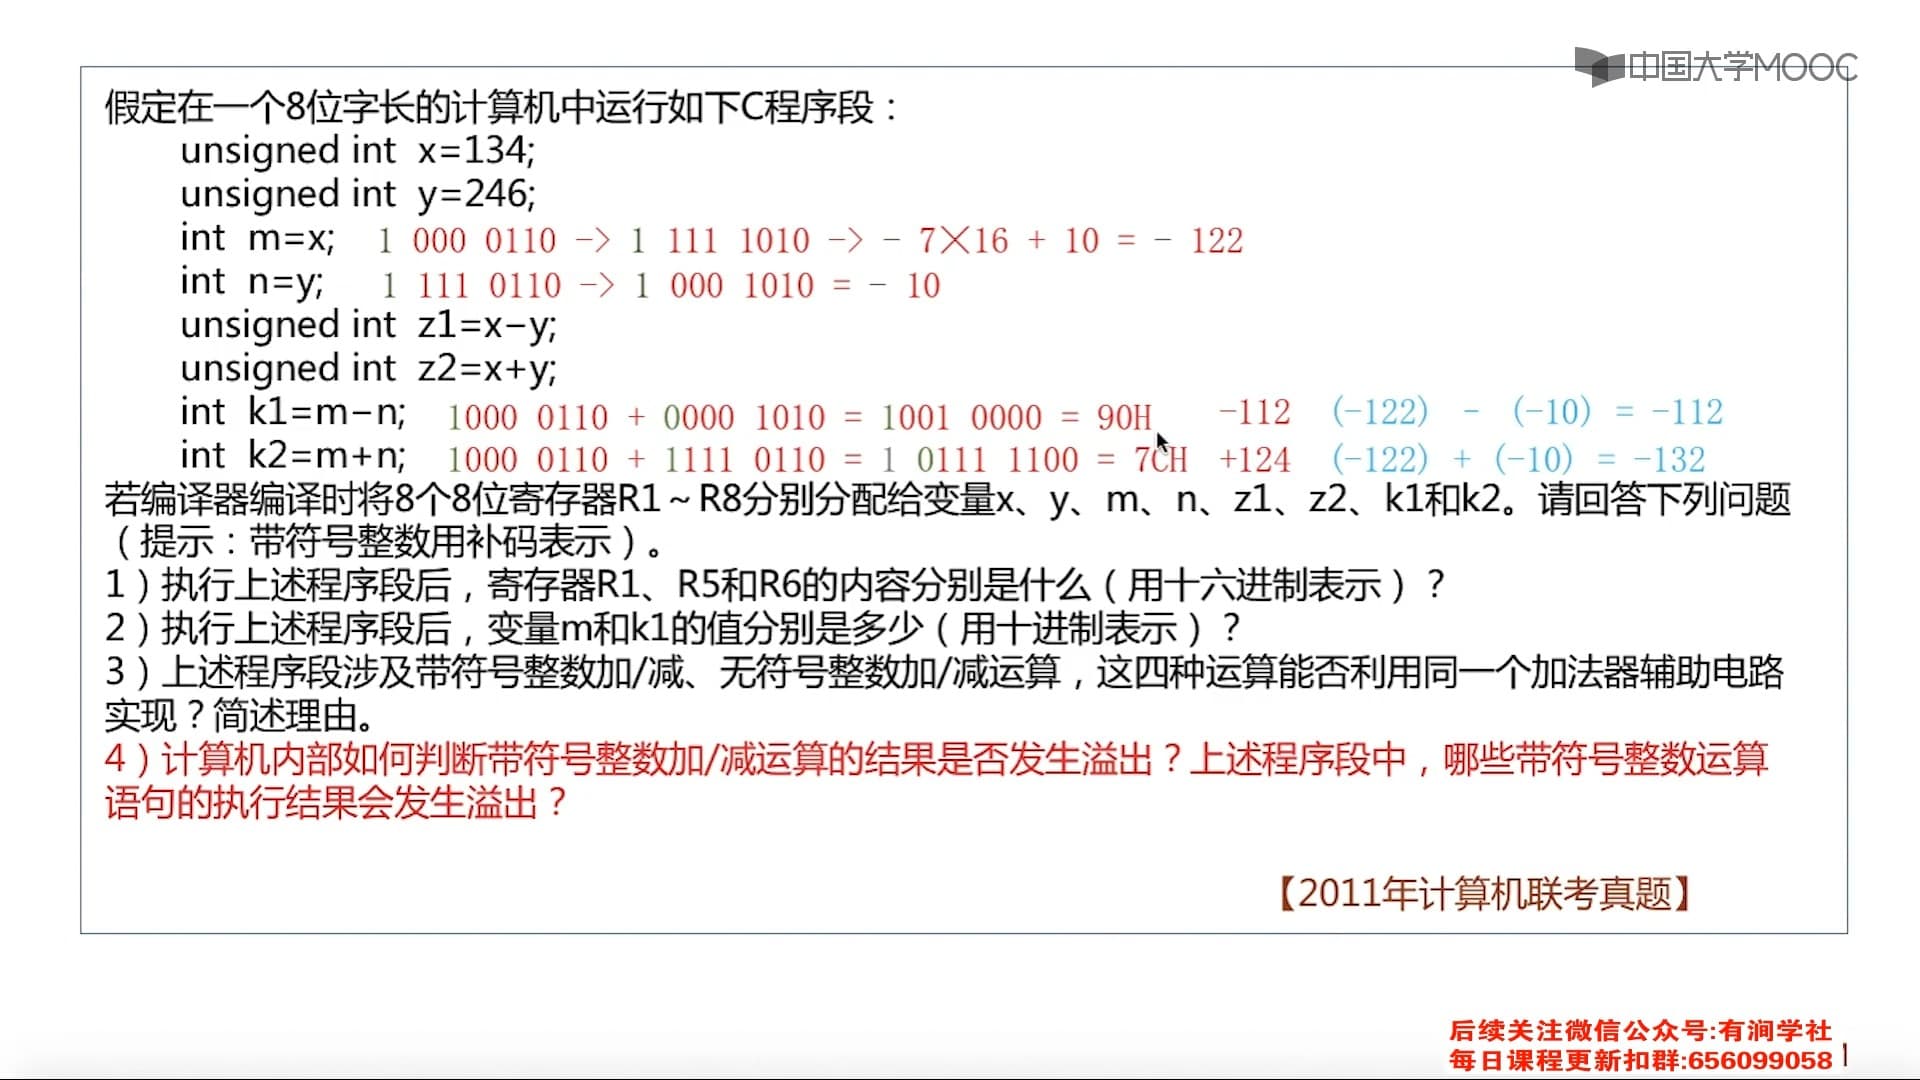 中国大学MOOC
假定在一个8位字长的计算机中运行如下C程序段：
unsigned int x=134;
unsigned int y=246;
int m=x; 1 000 0110 -> 1 111 1010 -> - 7×16 + 10 = - 122
int n=y; 1 111 0110 -> 1 000 1010 = - 10
unsigned int z1=x-y;
unsigned int z2=x+y;
int k1=m-n; 1000 0110 + 0000 1010 = 1001 0000 = 90H -112 (-122) - (-10) = -112
int k2=m+n; 1000 0110 + 1111 0110 = 1 0111 1100 = 7CH +124 (-122) + (-10) = -132
若编译器编译时将8个8位寄存器R1～R8分别分配给变量x、y、m、n、z1、z2、k1和k2。请回答下列问题
（提示：带符号整数用补码表示）。
1）执行上述程序段后，寄存器R1、R5和R6的内容分别是什么（用十六进制表示）？
2）执行上述程序段后，变量m和k1的值分别是多少（用十进制表示）？
3）上述程序段涉及带符号整数加/减、无符号整数加/减运算，这四种运算能否利用同一个加法器辅助电路
实现？简述理由。
4）计算机内部如何判断带符号整数加/减运算的结果是否发生溢出？上述程序段中，哪些带符号整数运算
语句的执行结果会发生溢出？
【2011年计算机联考真题】
后续关注微信公众号:有涧学社
每日课程更新扣群:656099058 1